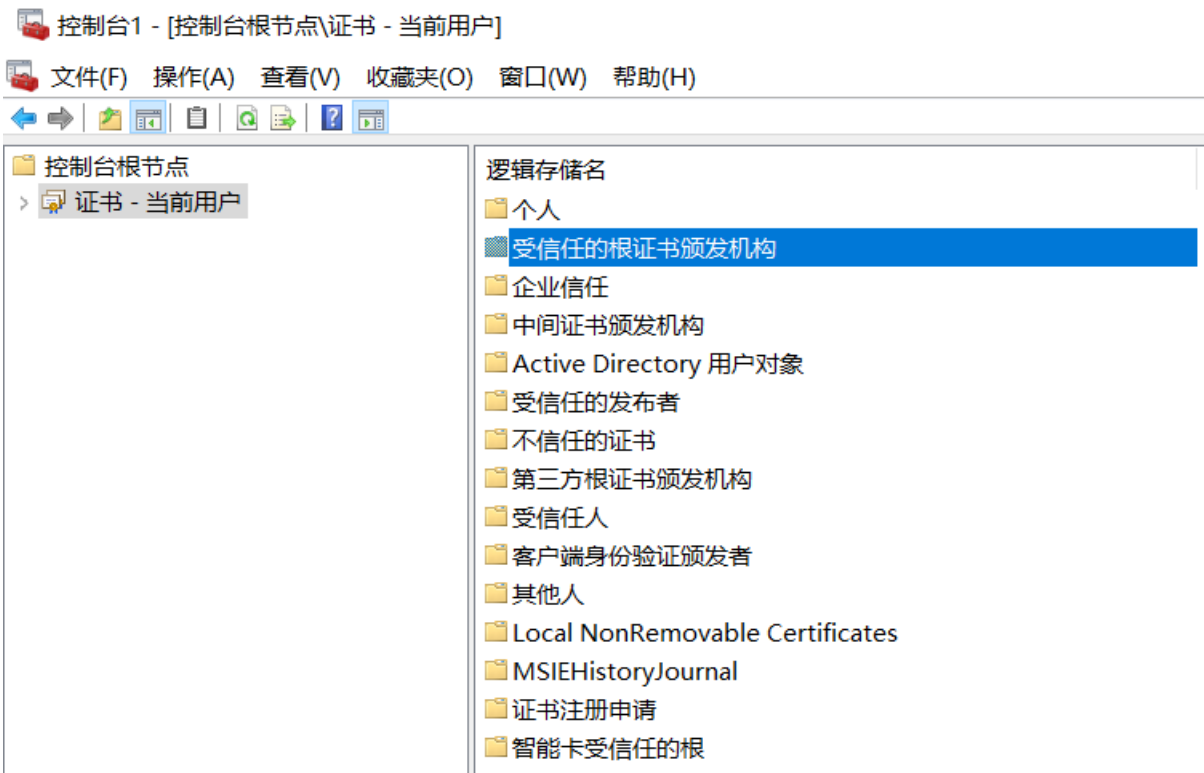 控制台1 - [控制台根节点\证书 - 当前用户]
文件(F) 操作(A) 查看(V) 收藏夹(O) 窗口(W) 帮助(H)
控制台根节点
证书 - 当前用户
逻辑存储名
个人
受信任的根证书颁发机构
企业信任
中间证书颁发机构
Active Directory 用户对象
受信任的发布者
不信任的证书
第三方根证书颁发机构
受信任人
客户端身份验证颁发者
其他人
Local NonRemovable Certificates
MSIEHistoryJournal
证书注册申请
智能卡受信任的根